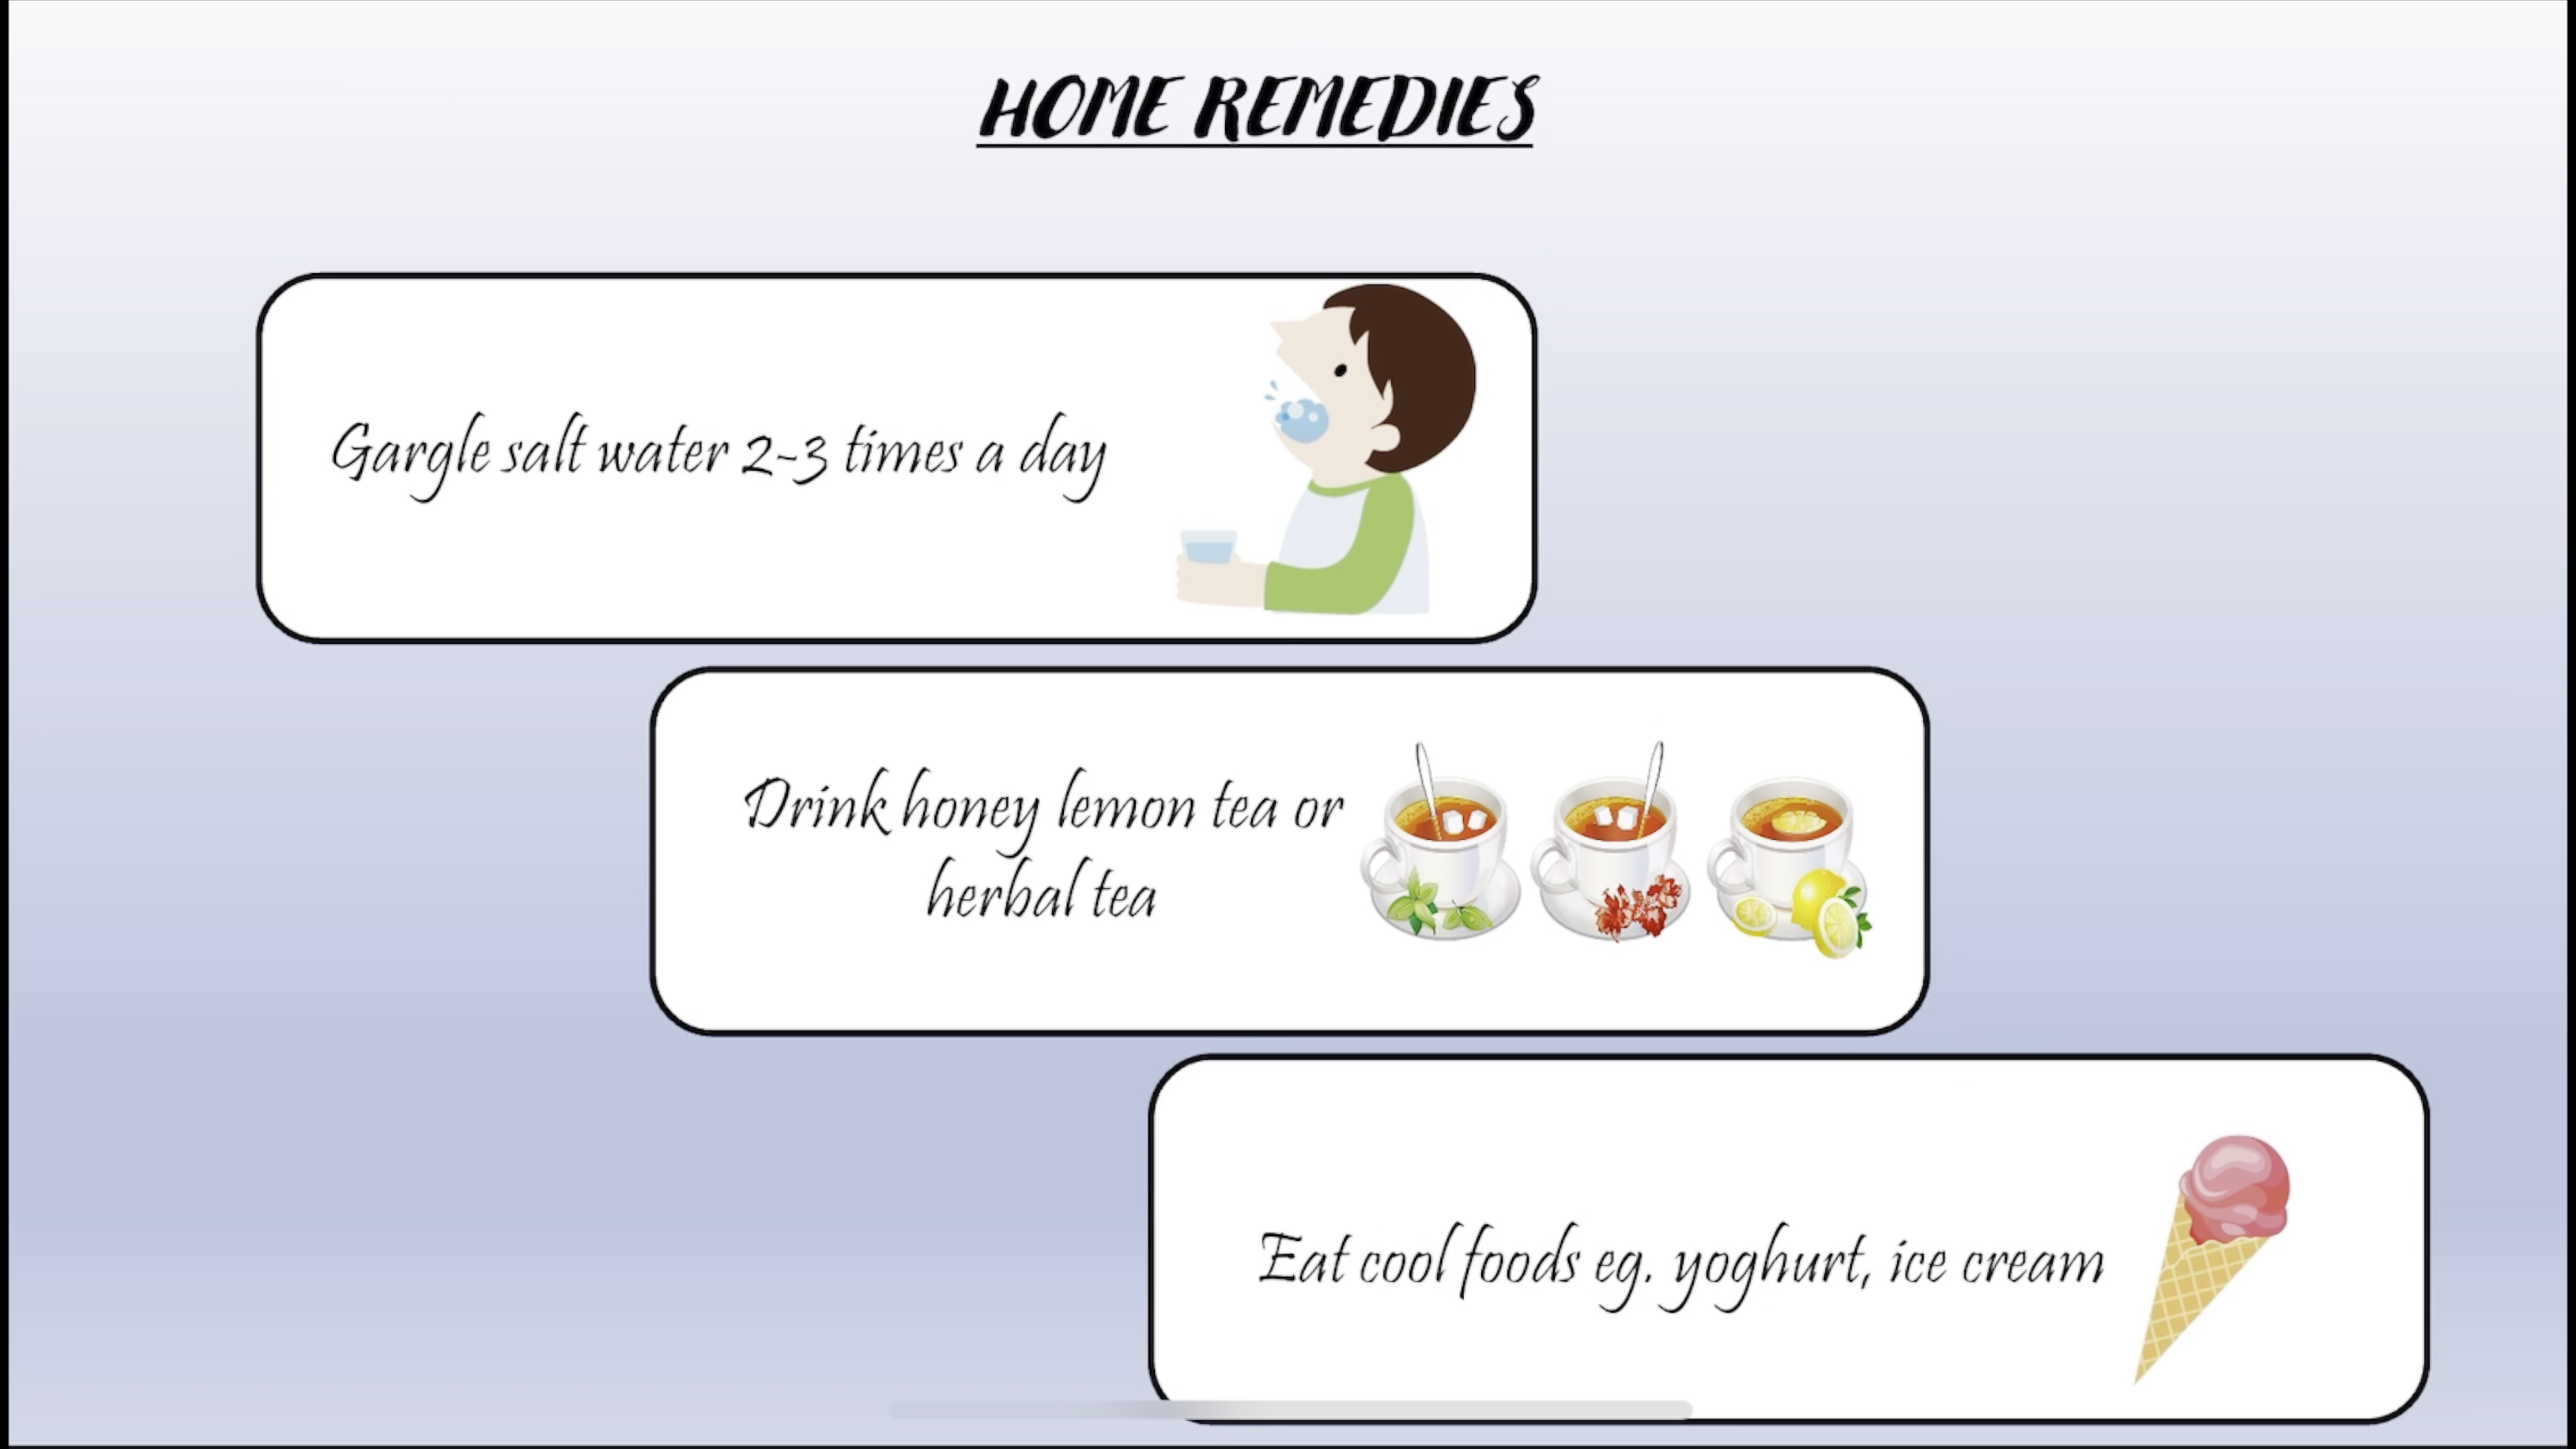 HOME REMEDIES
Gargle salt water 2-3 times a day
Drink honey lemon tea or
herbal tea
Eat cool foods eg. yoghurt, ice cream